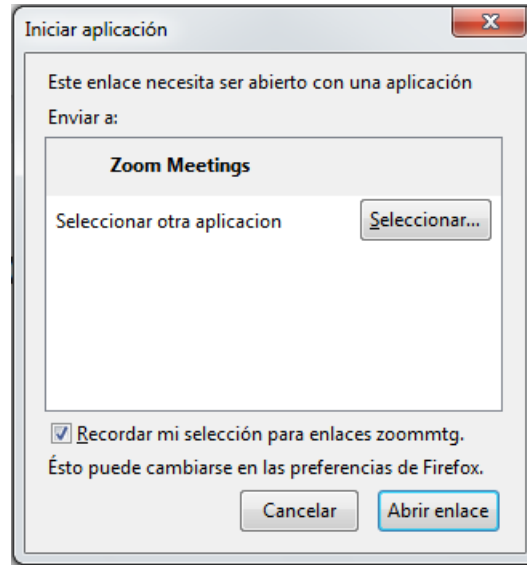 Iniciar aplicación
Este enlace necesita ser abierto con una aplicación
Enviar a:
Zoom Meetings
Seleccionar otra aplicacion
Seleccionar...
Recordar mi selección para enlaces zoommtg.
Ésto puede cambiarse en las preferencias de Firefox.
Cancelar
Abrir enlace